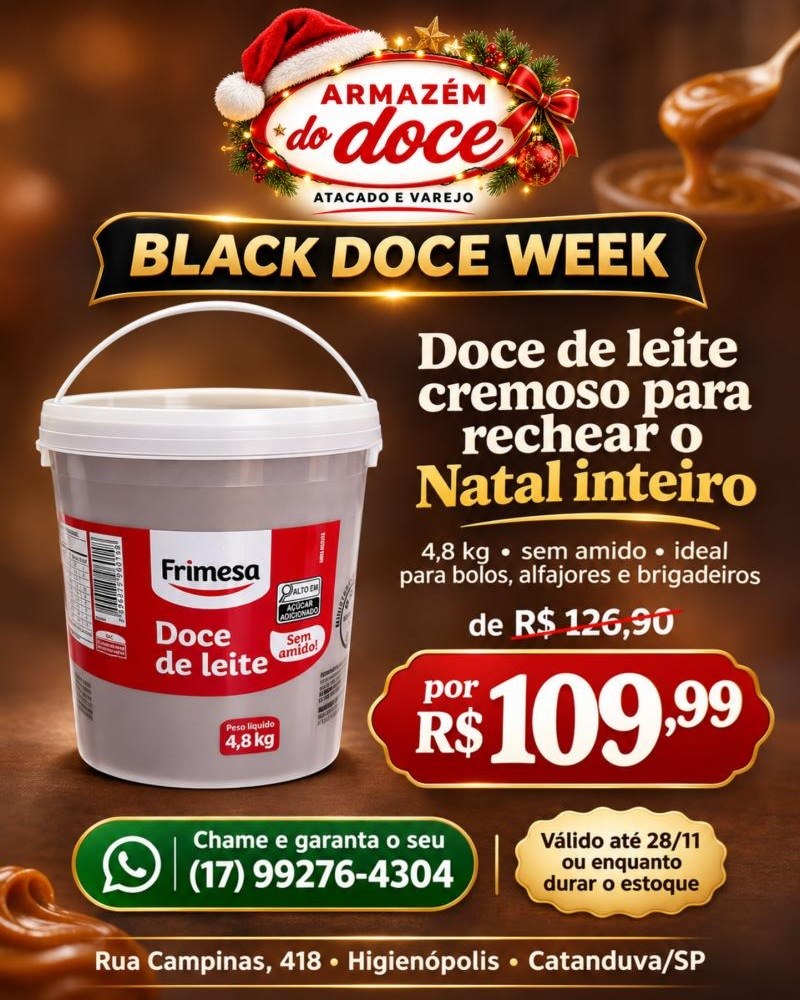 ARMAZÉM
do doce
ATACADO E VAREJO
BLACK DOCE WEEK
Doce de leite
cremoso para
rechear o
Natal inteiro
4,8 kg • sem amido • ideal
para bolos, alfajores e brigadeiros
de R$ 126,90
por
R$ 109,99
Frimesa
ALTO EM
AÇÚCAR
ADICIONADO
Doce
de leite
Sem
amido!
Peso líquido
4,8 kg
Chame e garanta o seu
(17) 99276-4304
Válido até 28/11
ou enquanto
durar o estoque
Rua Campinas, 418 • Higienópolis • Catanduva/SP